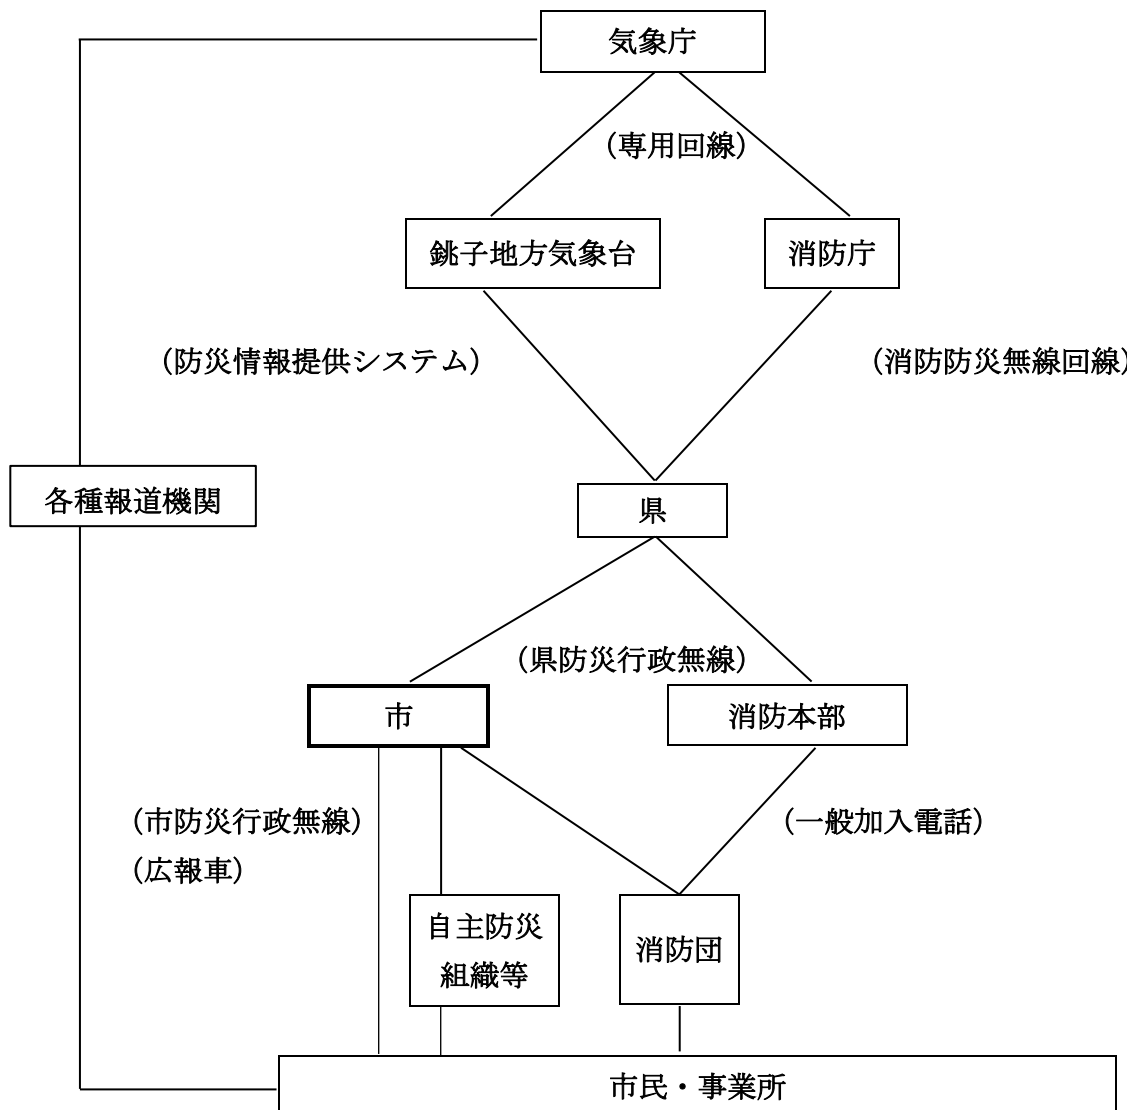 気象庁
（専用回線）
銚子地方気象台
消防庁
（防災情報提供システム）
（消防防災無線回線）
各種報道機関
県
（県防災行政無線）
市
消防本部
（市防災行政無線）
（広報車）
（一般加入電話）
自主防災
組織等
消防団
市民・事業所